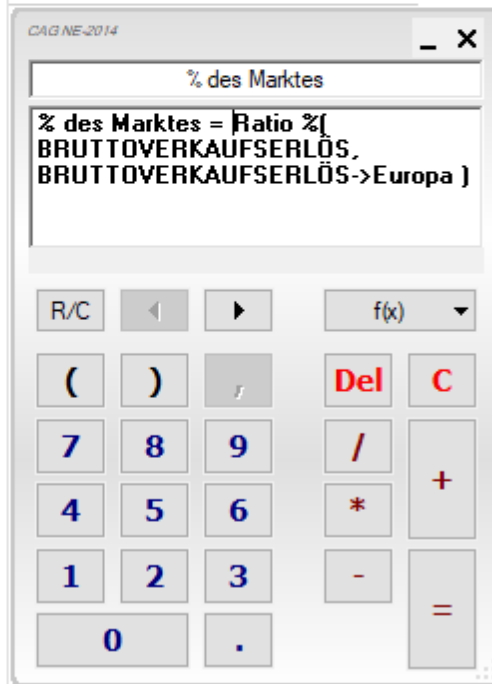 CAG NE-2014
% des Marktes
% des Marktes = Ratio %(
BRUTTOVERKAUFSERLÖS,
BRUTTOVERKAUFSERLÖS->Europa )
R/C f(x)
( ) , Del C
7 8 9 / +
4 5 6 *
1 2 3 - =
0 .